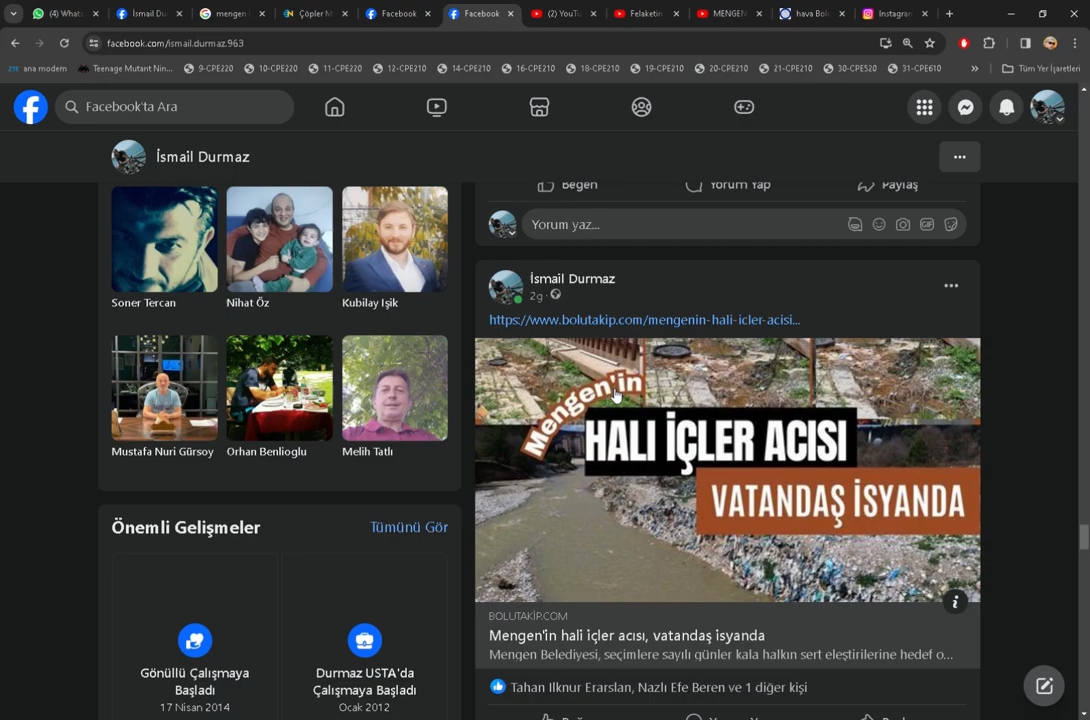 (4) Whats
İsmail Du
mengen i
Çöpler M
Facebook
Facebook
(2) YouTu
Felaketin
MENGEN
hava Bolu
Instagram
facebook.com/ismail.durmaz.963
ZTE ana modem
Teenage Mutant Nin...
9-CPE220
10-CPE220
11-CPE220
12-CPE210
14-CPE210
16-CPE210
18-CPE210
19-CPE210
20-CPE210
21-CPE210
30-CPE520
31-CPE610
»
Tüm Yer İşaretleri
Facebook'ta Ara
İsmail Durmaz
Soner Tercan
Nihat Öz
Kubilay Işik
Mustafa Nuri Gürsoy
Orhan Benlioglu
Melih Tatlı
Önemli Gelişmeler
Tümünü Gör
Gönüllü Çalışmaya
Başladı
17 Nisan 2014
Durmaz USTA'da
Çalışmaya Başladı
Ocak 2012
Beğen
Yorum Yap
Paylaş
Yorum yaz...
GIF
İsmail Durmaz
2g ·
https://www.bolutakip.com/mengenin-hali-icler-acisi...
Mengen'in
HALI İÇLER ACISI
VATANDAŞ İSYANDA
BOLUTAKİP.COM
Mengen'in hali içler acısı, vatandaş isyanda
Mengen Belediyesi, seçimlere sayılı günler kala halkın sert eleştirilerine hedef o...
Tahan Ilknur Erarslan, Nazlı Efe Beren ve 1 diğer kişi